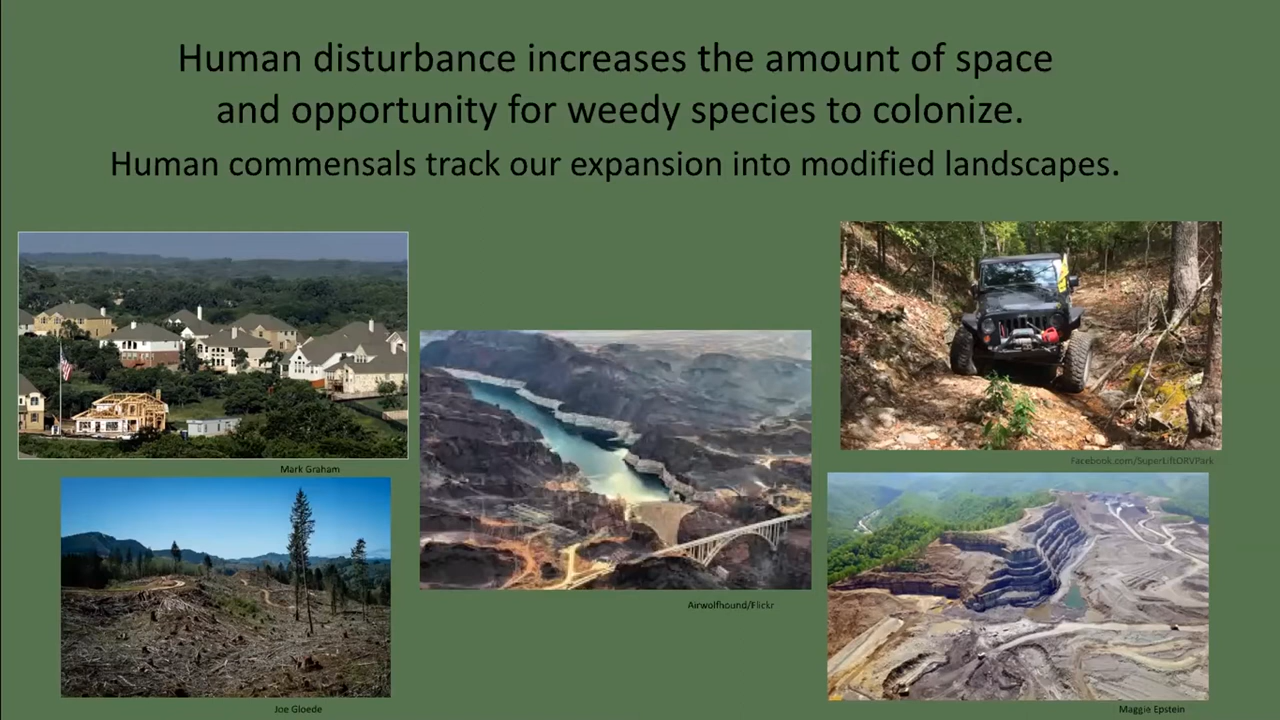 Human disturbance increases the amount of space
and opportunity for weedy species to colonize.
Human commensals track our expansion into modified landscapes.
Mark Graham
Facebook.com/SuperLiftORVPark
Airwolfhound/Flickr
Joe Gloede
Maggie Epstein